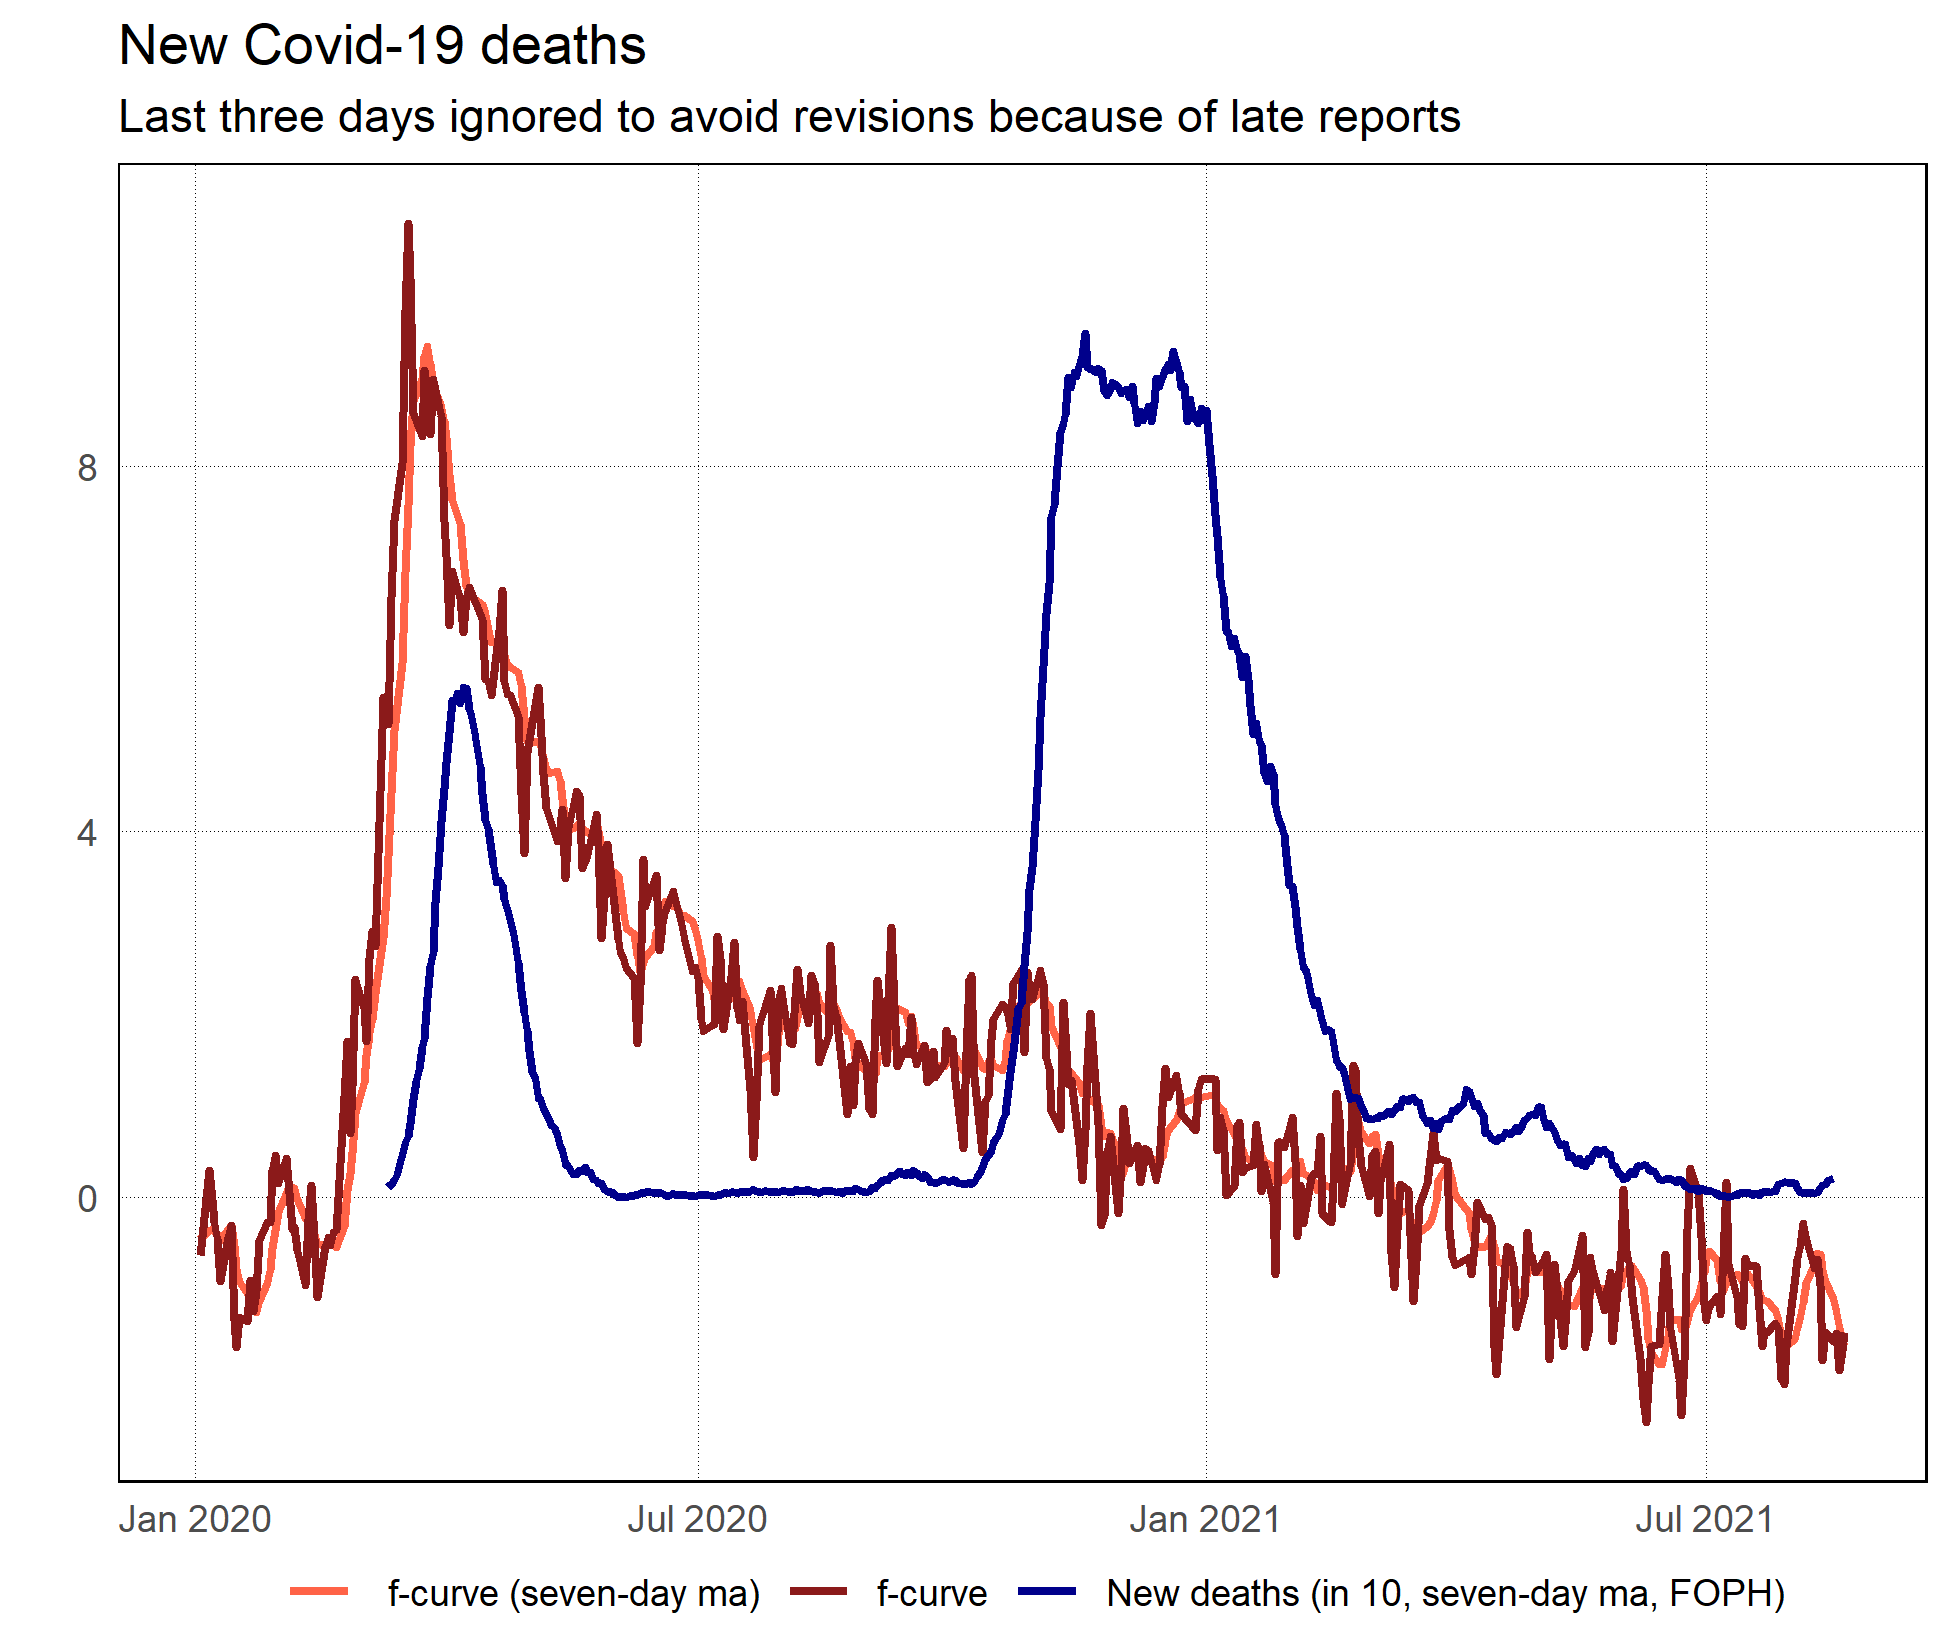 New Covid-19 deaths
Last three days ignored to avoid revisions because of late reports
8
4
0
Jan 2020 Jul 2020 Jan 2021 Jul 2021
f-curve (seven-day ma) f-curve New deaths (in 10, seven-day ma, FOPH)